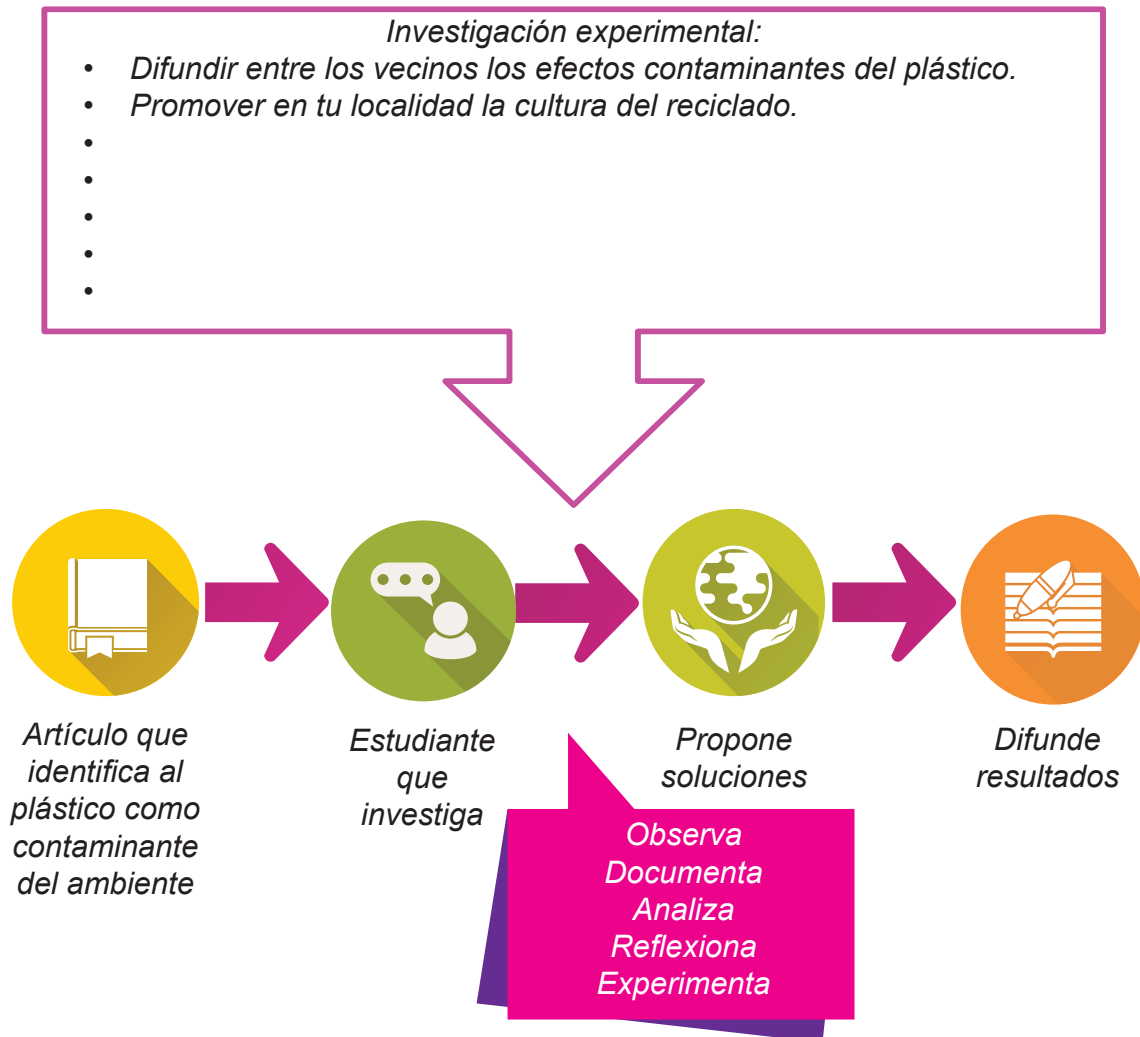 Investigación experimental:
• Difundir entre los vecinos los efectos contaminantes del plástico.
• Promover en tu localidad la cultura del reciclado.
•
•
•
•
•
Artículo que
identifica al
plástico como
contaminante
del ambiente
Estudiante
que
investiga
Propone
soluciones
Difunde
resultados
Observa
Documenta
Analiza
Reflexiona
Experimenta